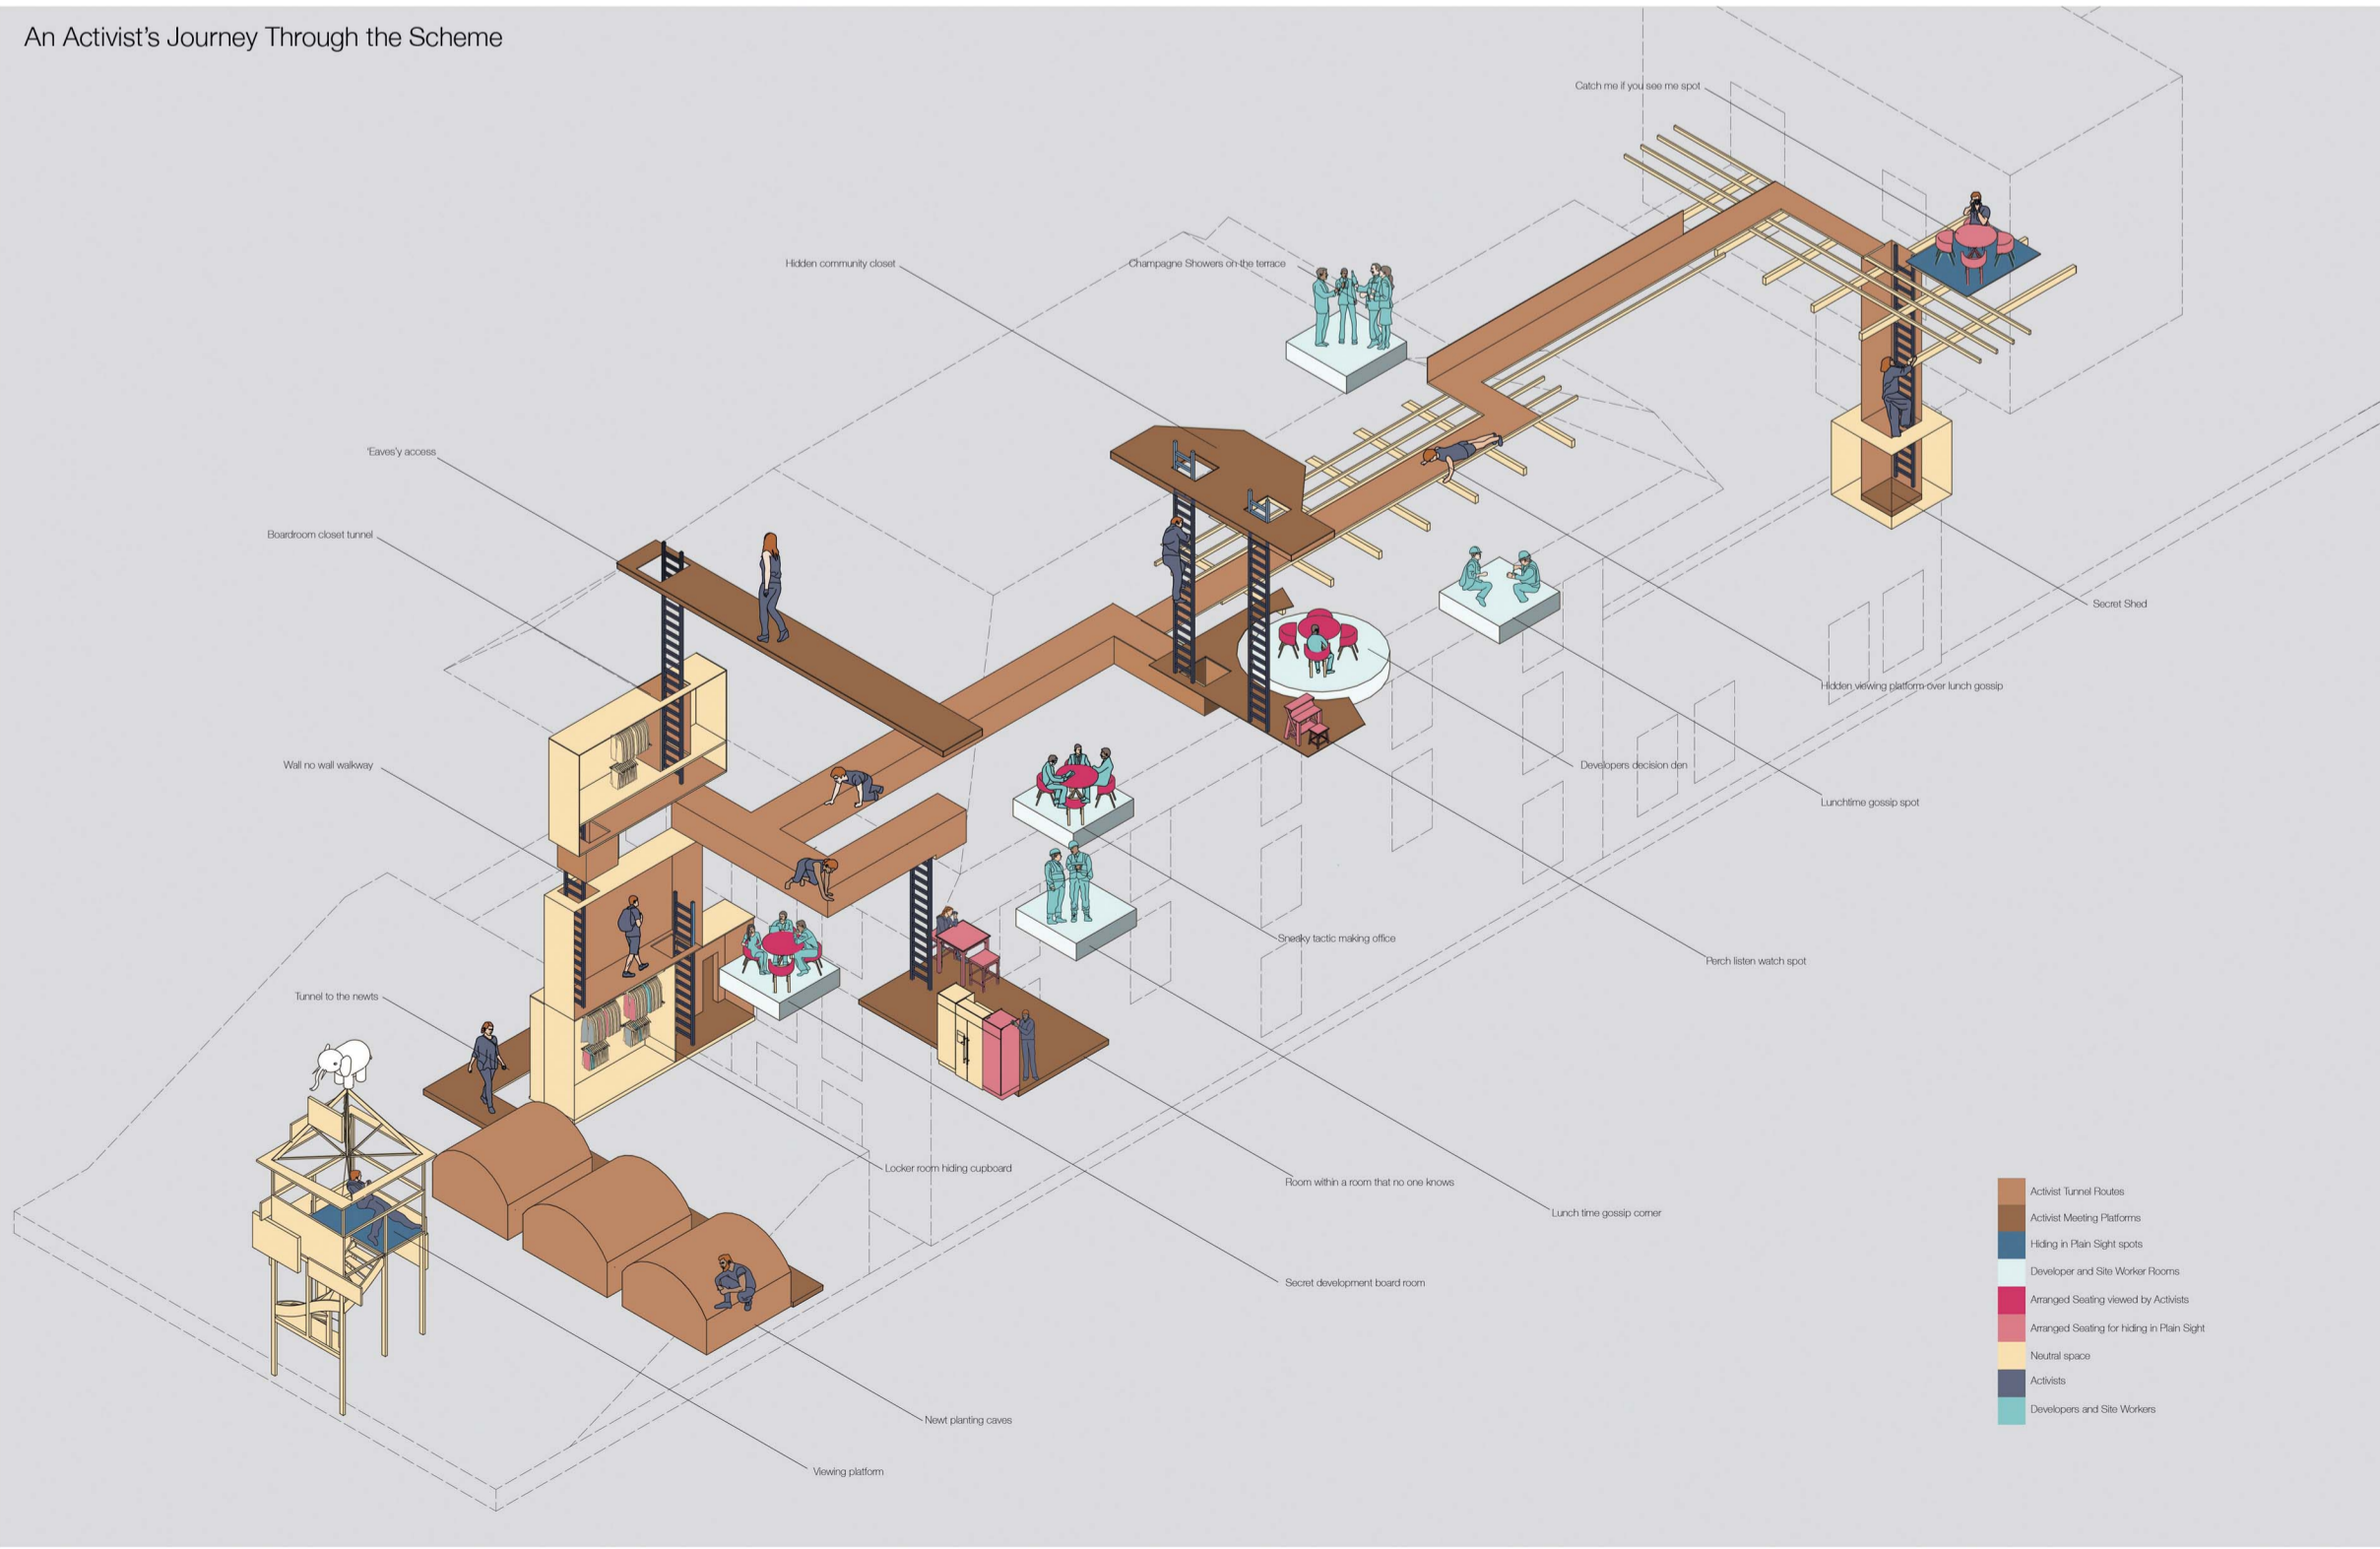 An Activist's Journey Through the Scheme
Catch me if you see me spot
Hidden community closet
Champagne Showers on the terrace
'Eaves'y access
Boardroom closet tunnel
Secret Shed
Hidden viewing platform over lunch gossip
Wall no wall walkway
Developers decision den
Lunchtime gossip spot
Sneaky tactic making office
Perch listen watch spot
Tunnel to the newts
Locker room hiding cupboard
Room within a room that no one knows
Lunch time gossip corner
Secret development board room
Newt planting caves
Viewing platform
Activist Tunnel Routes
Activist Meeting Platforms
Hiding in Plain Sight spots
Developer and Site Worker Rooms
Arranged Seating viewed by Activists
Arranged Seating for hiding in Plain Sight
Neutral space
Activists
Developers and Site Workers